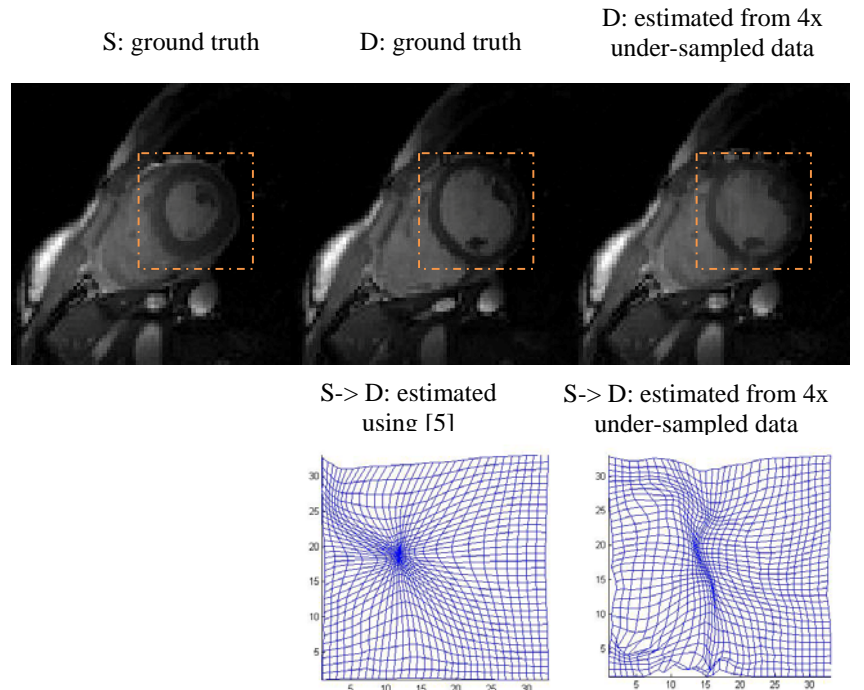 S: ground truth
D: ground truth
D: estimated from 4x
under-sampled data
S-> D: estimated
using [5]
S-> D: estimated from 4x
under-sampled data
30
25
20
15
10
5
5 10 15 20 25 30
30
25
20
15
10
5
5 10 15 20 25 30